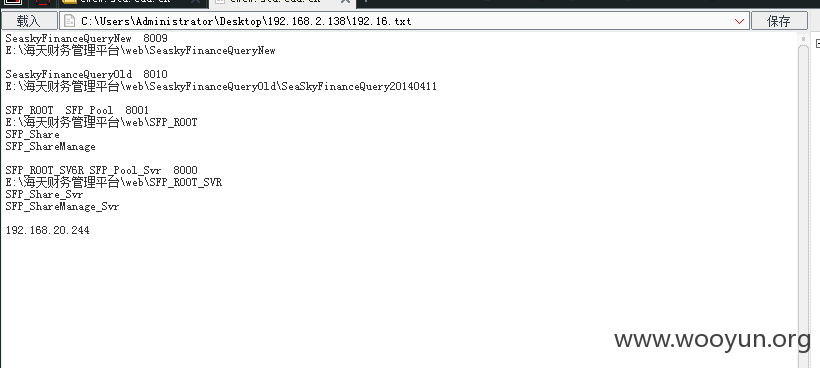 载入 C:\Users\Administrator\Desktop\192.168.2.138\192.16.txt 保存
SeaskyFinanceQueryNew 8009
E:\海天财务管理平台\web\SeaskyFinanceQueryNew
SeaskyFinanceQueryOld 8010
E:\海天财务管理平台\web\SeaskyFinanceQueryOld\SeaSkyFinanceQuery20140411
SFP_ROOT SFP_Pool 8001
E:\海天财务管理平台\web\SFP_ROOT
SFP_Share
SFP_ShareManage
SFP_ROOT_SV6R SFP_Pool_Svr 8000
E:\海天财务管理平台\web\SFP_ROOT_SVR
SFP_Share_Svr
SFP_ShareManage_Svr
192.168.20.244
www.wooyun.org